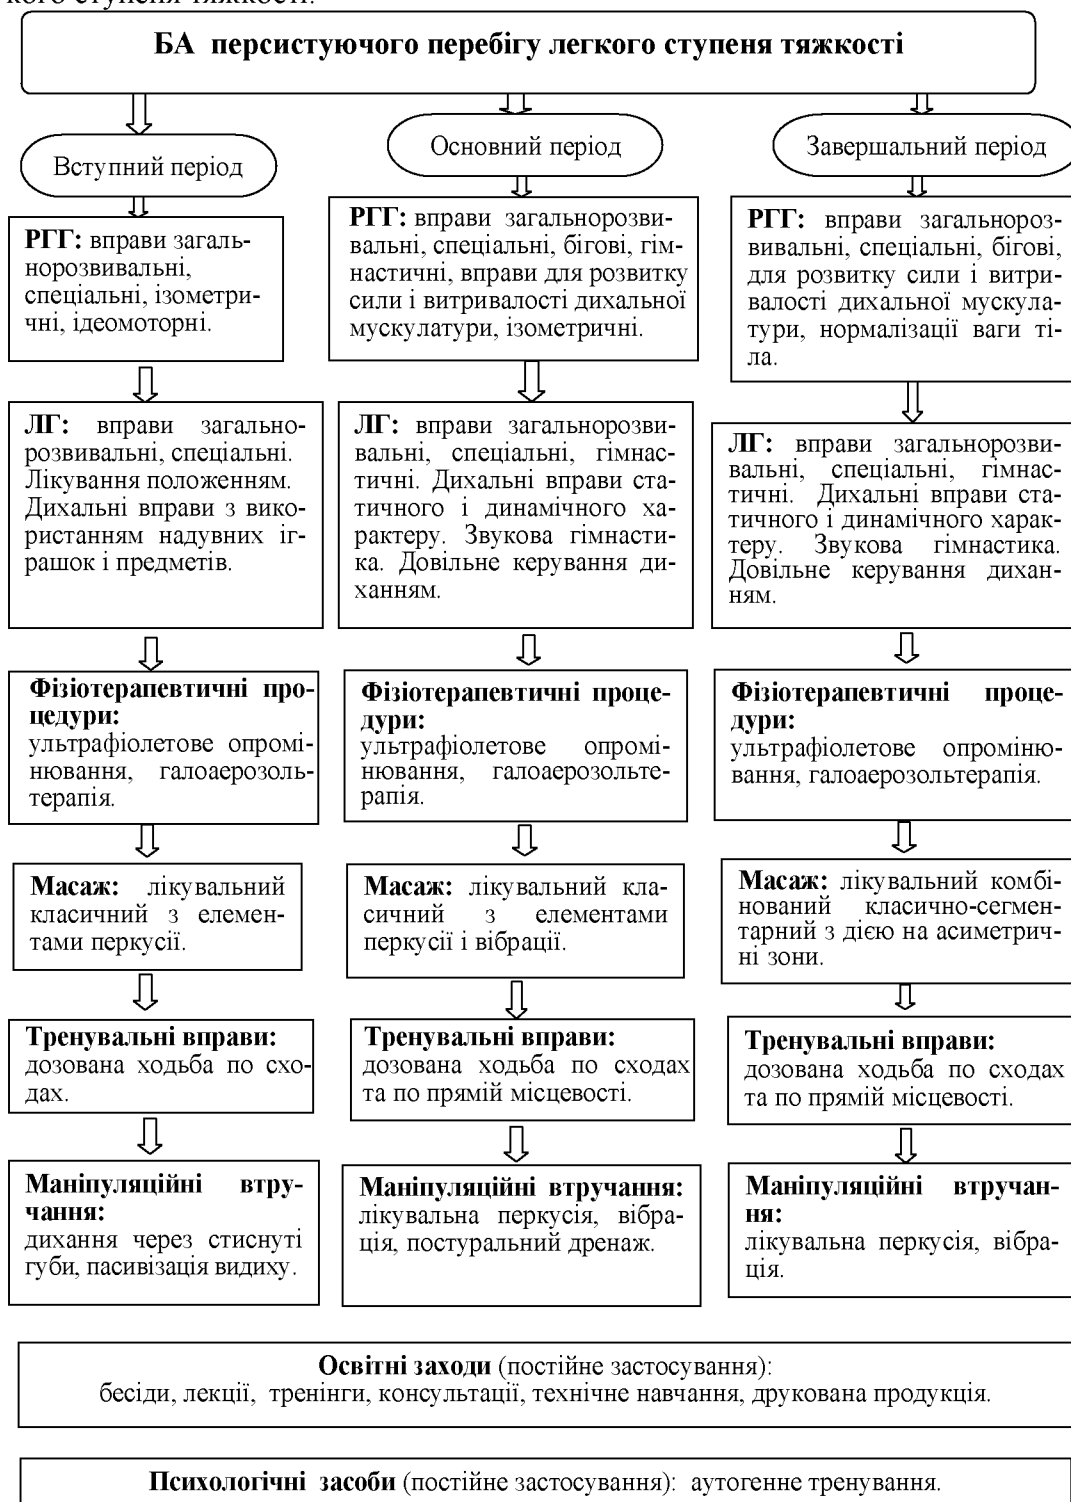 кого ступеня тяжкості.
БА персистуючого перебігу легкого ступеня тяжкості
Вступний період
Основний період
Завершальний період
РГГ: вправи загаль-
норозвивальні,
спеціальні, ізометри-
чні, ідеомоторні.
РГГ: вправи загальнорозви-
вальні, спеціальні, бігові, гім-
настичні, вправи для розвитку
сили і витривалості дихальної
мускулатури, ізометричні.
РГГ: вправи загальнороз-
вивальні, спеціальні, бігові,
для розвитку сили і витри-
валості дихальної мускула-
тури, нормалізації ваги ті-
ла.
ЛГ: вправи загально-
розвивальні, спеціальні.
Лікування положенням.
Дихальні вправи з вико-
ристанням надувних іг-
рашок і предметів.
ЛГ: вправи загальнорозви-
вальні, спеціальні, гімнас-
тичні. Дихальні вправи ста-
тичного і динамічного ха-
рактеру. Звукова гімнасти-
ка. Довільне керування ди-
ханням.
ЛГ: вправи загальнорозви-
вальні, спеціальні, гімнас-
тичні. Дихальні вправи ста-
тичного і динамічного харак-
теру. Звукова гімнастика.
Довільне керування дихан-
ням.
Фізіотерапевтичні про-
цедури:
ультрафіолетове опромі-
нювання, галоаерозоль-
терапія.
Фізіотерапевтичні проце-
дури:
ультрафіолетове опромі-
нювання, галоаерозольте-
рапія.
Фізіотерапевтичні проце-
дури:
ультрафіолетове опроміню-
вання, галоаерозольтерапія.
Масаж: лікувальний
класичний з елемен-
тами перкусії.
Масаж: лікувальний кла-
сичний з елементами
перкусії і вібрації.
Масаж: лікувальний комбі-
нований класично-сегмен-
тарний з дією на асиметрич-
ні зони.
Тренувальні вправи:
дозована ходьба по схо-
дах.
Тренувальні вправи:
дозована ходьба по сходах
та по прямій місцевості.
Тренувальні вправи:
дозована ходьба по сходах
та по прямій місцевості.
Маніпуляційні втру-
чання:
дихання через стиснуті
губи, пасивізація видиху.
Маніпуляційні втручання:
лікувальна перкусія, вібра-
ція, постуральний дренаж.
Маніпуляційні втручан-
ня:
лікувальна перкусія, вібра-
ція.
Освітні заходи (постійне застосування):
бесіди, лекції, тренінги, консультації, технічне навчання, друкована продукція.
Психологічні засоби (постійне застосування): аутогенне тренування.